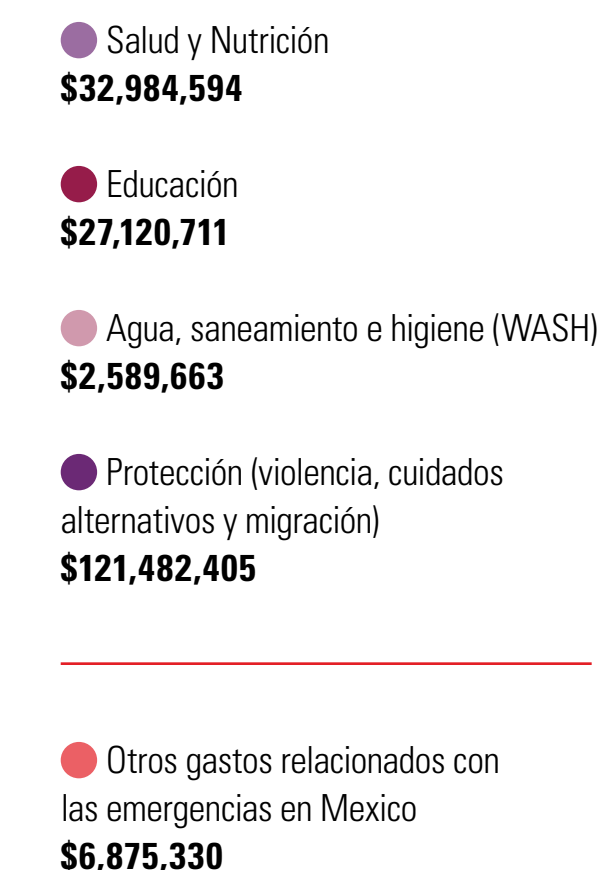 Salud y Nutrición
$32,984,594
Educación
$27,120,711
Agua, saneamiento e higiene (WASH)
$2,589,663
Protección (violencia, cuidados
alternativos y migración)
$121,482,405
Otros gastos relacionados con
las emergencias en Mexico
$6,875,330